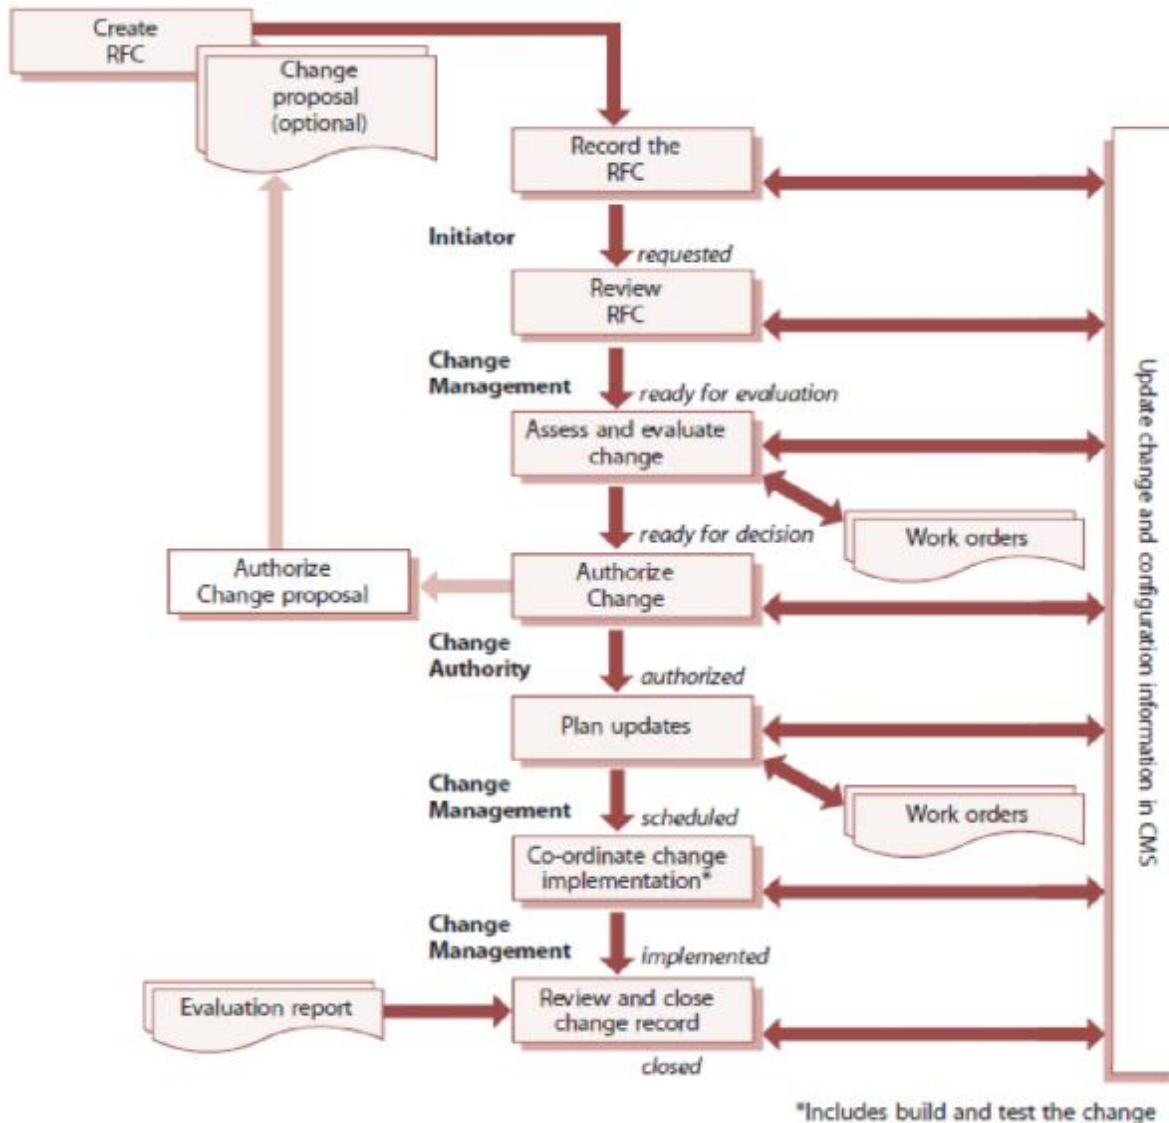 Create
RFC
Change
proposal
(optional)
Record the
RFC
Initiator
requested
Review
RFC
Change
Management
ready for evaluation
Assess and evaluate
change
Work orders
ready for decision
Authorize
Change
Authorize
Change proposal
Change
Authority
authorized
Plan updates
Work orders
Change
Management
scheduled
Co-ordinate change
implementation*
Change
Management
implemented
Evaluation report
Review and close
change record
closed
Update change and configuration information in CMS
*Includes build and test the change